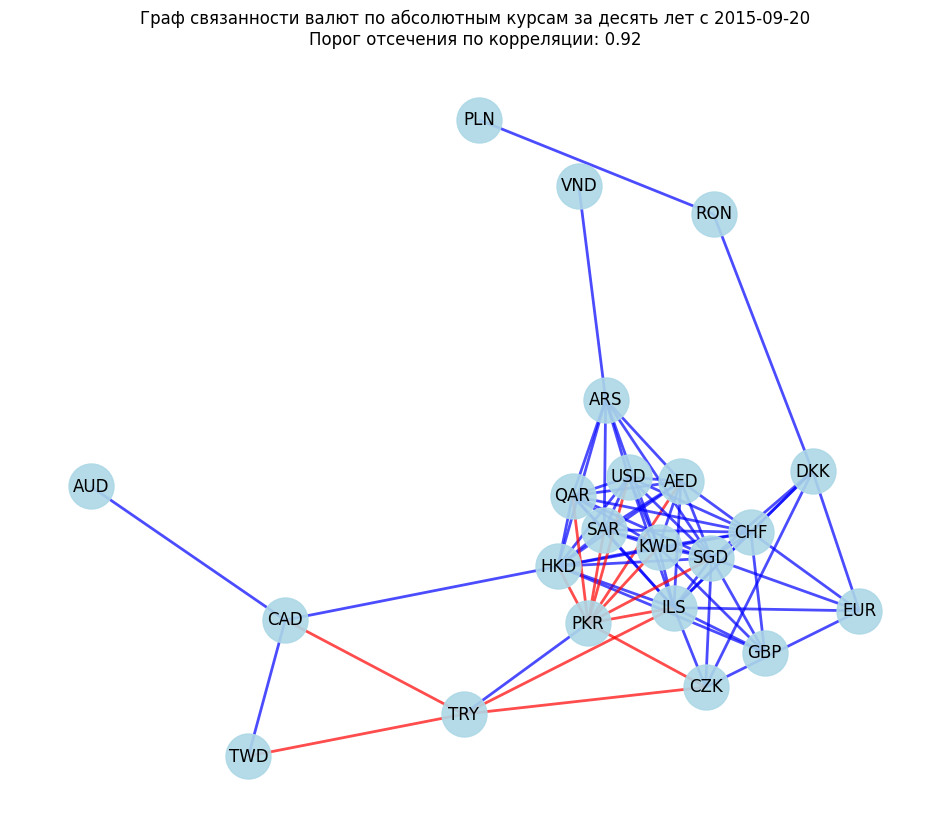 Граф связанности валют по абсолютным курсам за десять лет с 2015-09-20
Порог отсечения по корреляции: 0.92
PLN
VND
RON
ARS
DKK
USD
AED
AUD
QAR
SAR
CHF
KWD
SGD
HKD
ILS
EUR
CAD
PKR
GBP
CZK
TRY
TWD